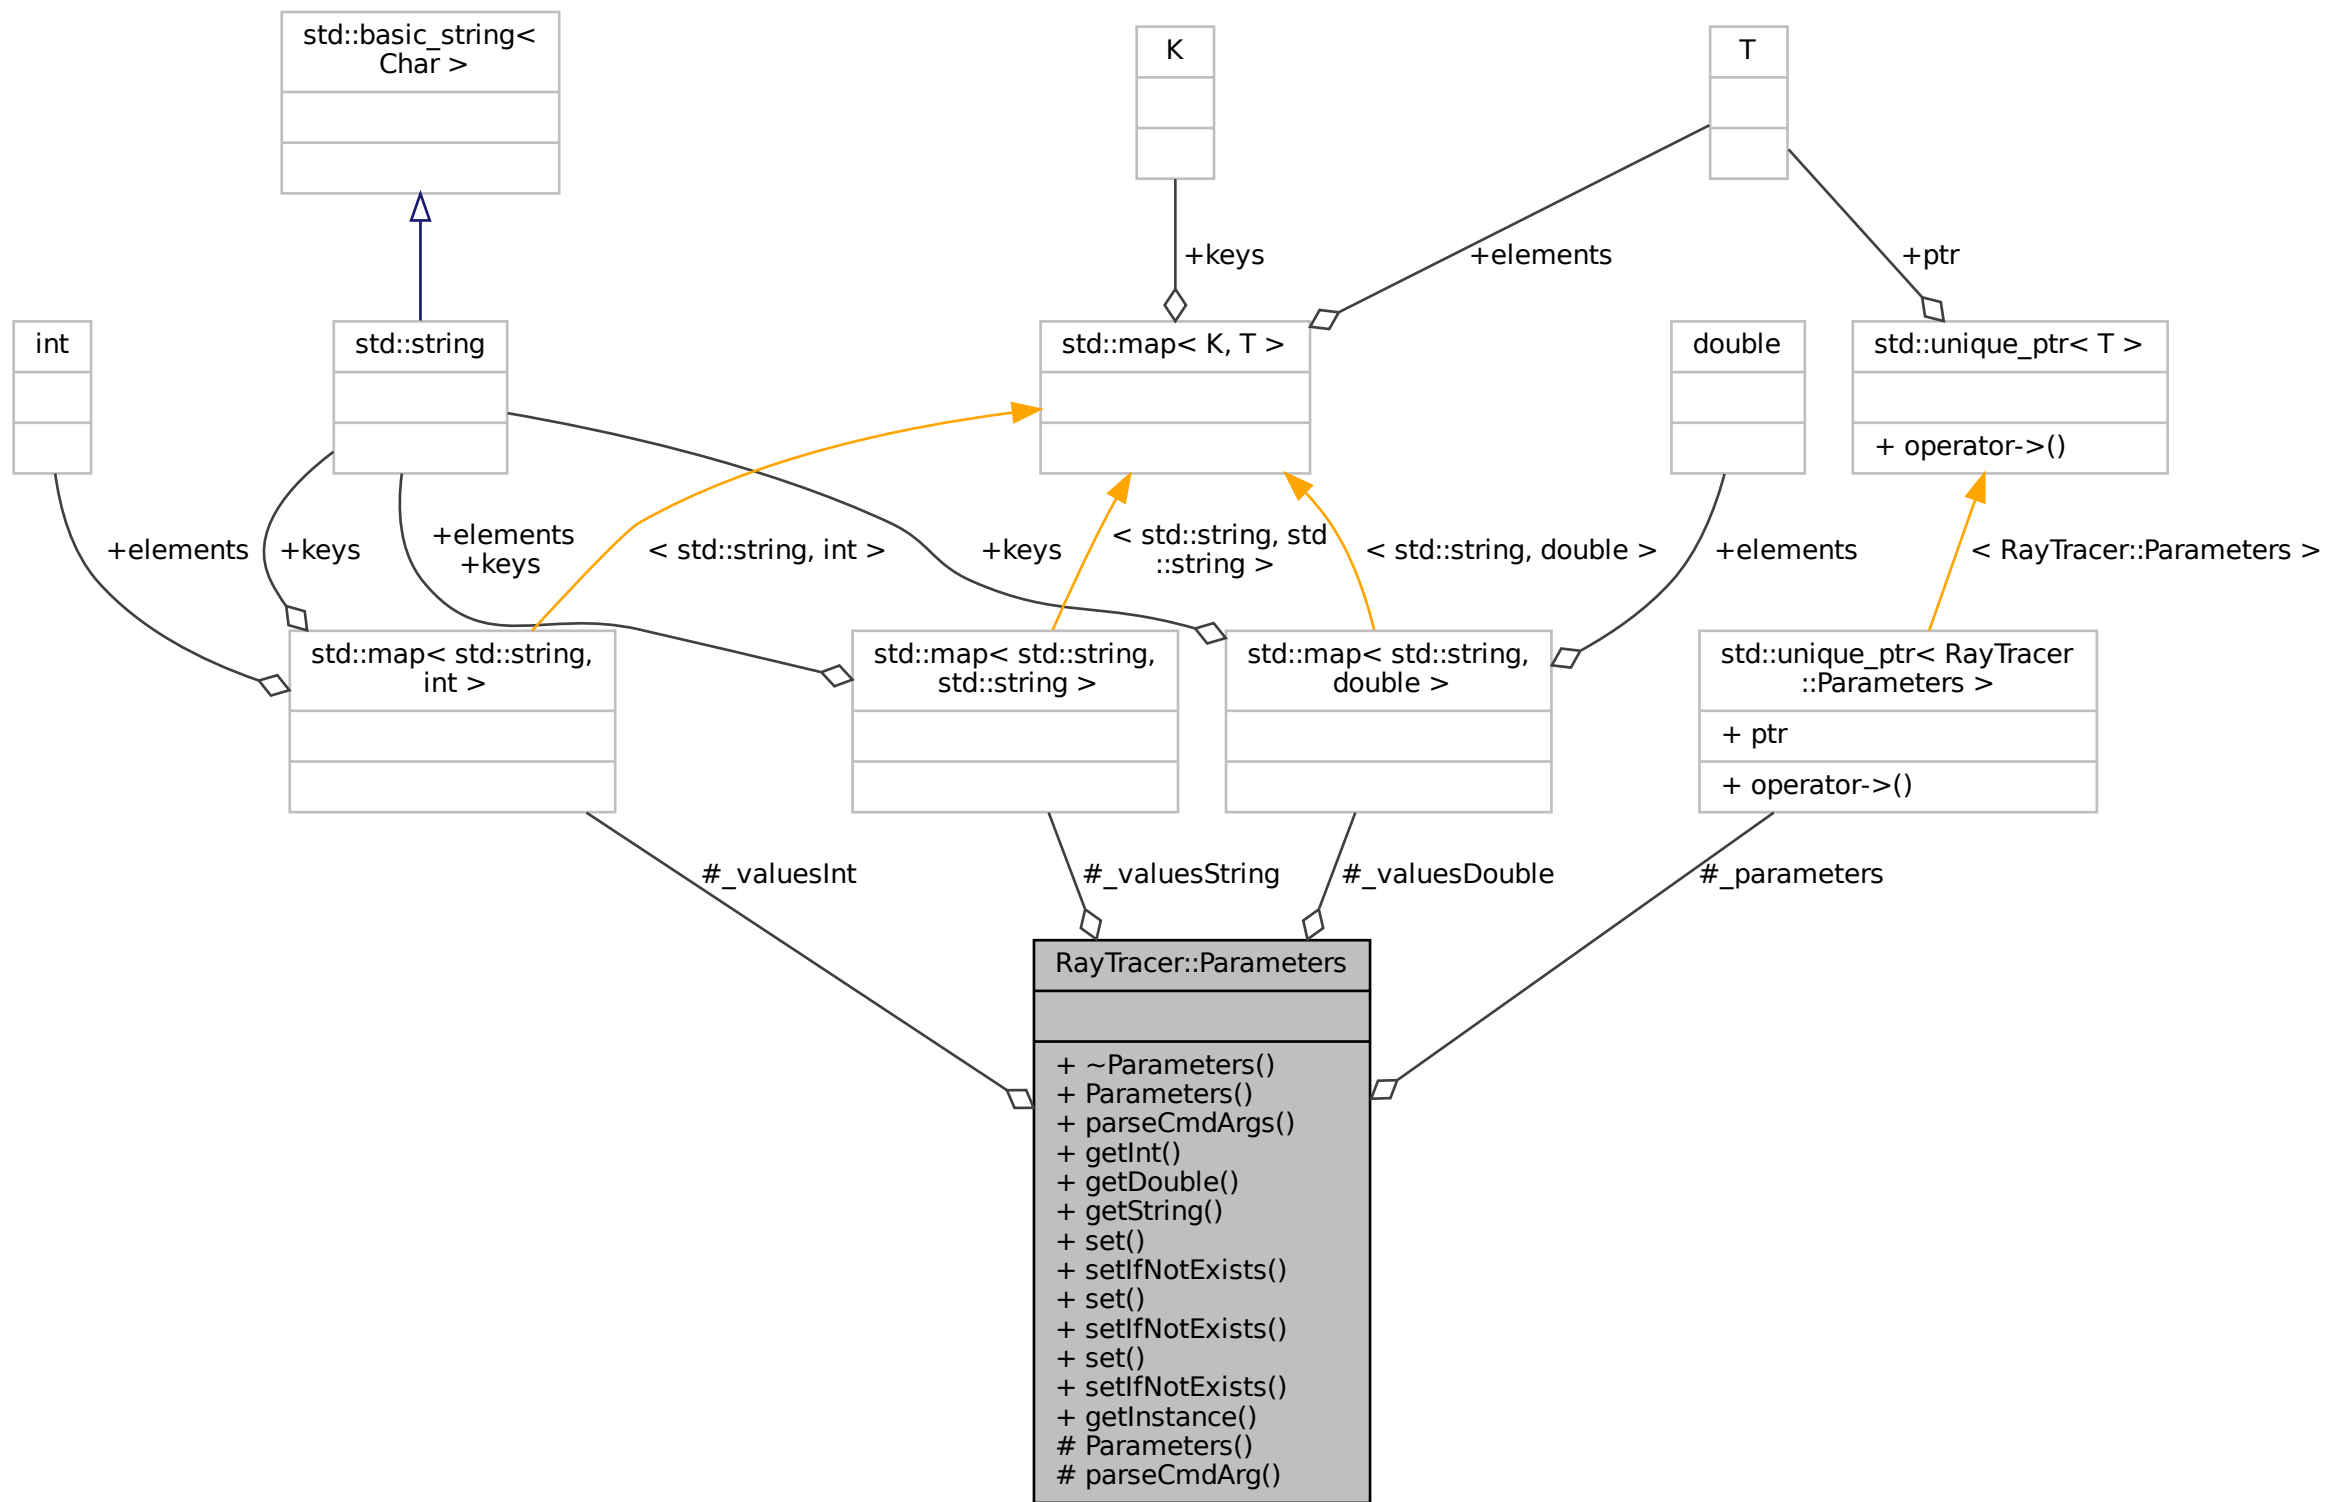 std::basic_string<
Char >
K
T
+keys
+elements
+ptr
int
std::string
std::map< K, T >
double
std::unique_ptr< T >
+ operator->()
+elements
+keys
+elements
+keys
< std::string, int >
+keys
< std::string, std
::string >
< std::string, double >
+elements
< RayTracer::Parameters >
std::map< std::string,
int >
std::map< std::string,
std::string >
std::map< std::string,
double >
std::unique_ptr< RayTracer
::Parameters >
+ ptr
+ operator->()
#_valuesInt
#_valuesString
#_valuesDouble
#_parameters
RayTracer::Parameters
+ ~Parameters()
+ Parameters()
+ parseCmdArgs()
+ getInt()
+ getDouble()
+ getString()
+ set()
+ setIfNotExists()
+ set()
+ setIfNotExists()
+ set()
+ setIfNotExists()
+ getInstance()
# Parameters()
# parseCmdArg()